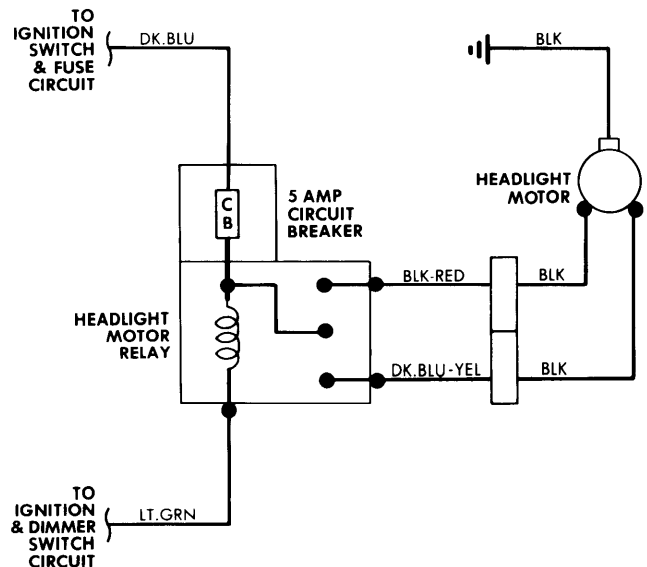 TO
IGNITION
SWITCH
& FUSE
CIRCUIT
DK.BLU
BLK
HEADLIGHT
MOTOR
C
B
5 AMP
CIRCUIT
BREAKER
BLK-RED
BLK
HEADLIGHT
MOTOR
RELAY
DK.BLU-YEL
BLK
TO
IGNITION
& DIMMER
SWITCH
CIRCUIT
LT.GRN